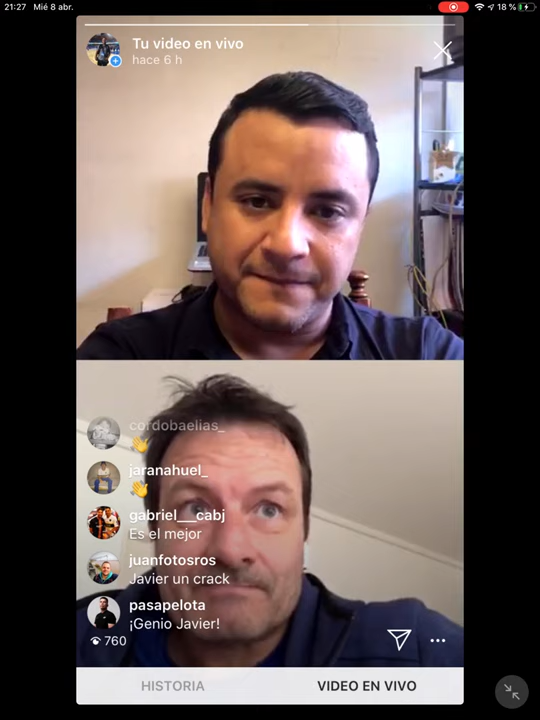 21:27 Mié 8 abr.
18 %
Tu video en vivo
hace 6 h
cordobaelias_
👋
jaranahuel_
👋
gabriel___cabj
Es el mejor
juanfotosros
Javier un crack
pasapelota
¡Genio Javier!
760
HISTORIA
VIDEO EN VIVO